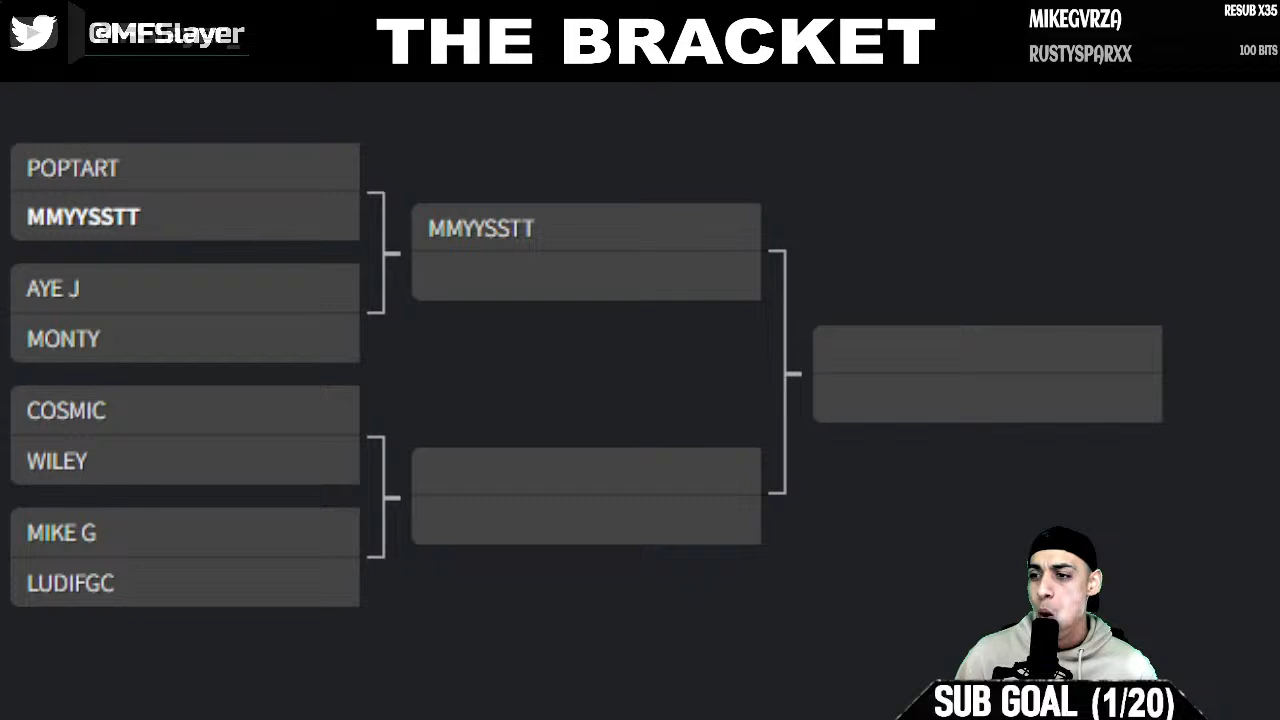 @MFSlayer
THE BRACKET
MIKEGVRZA
RESUB X35
RUSTYSPARXX
100 BITS
POPTART
MMYYSSTT
AYE J
MONTY
COSMIC
WILEY
MIKE G
LUDIFGC
MMYYSSTT
SUB GOAL (1/20)